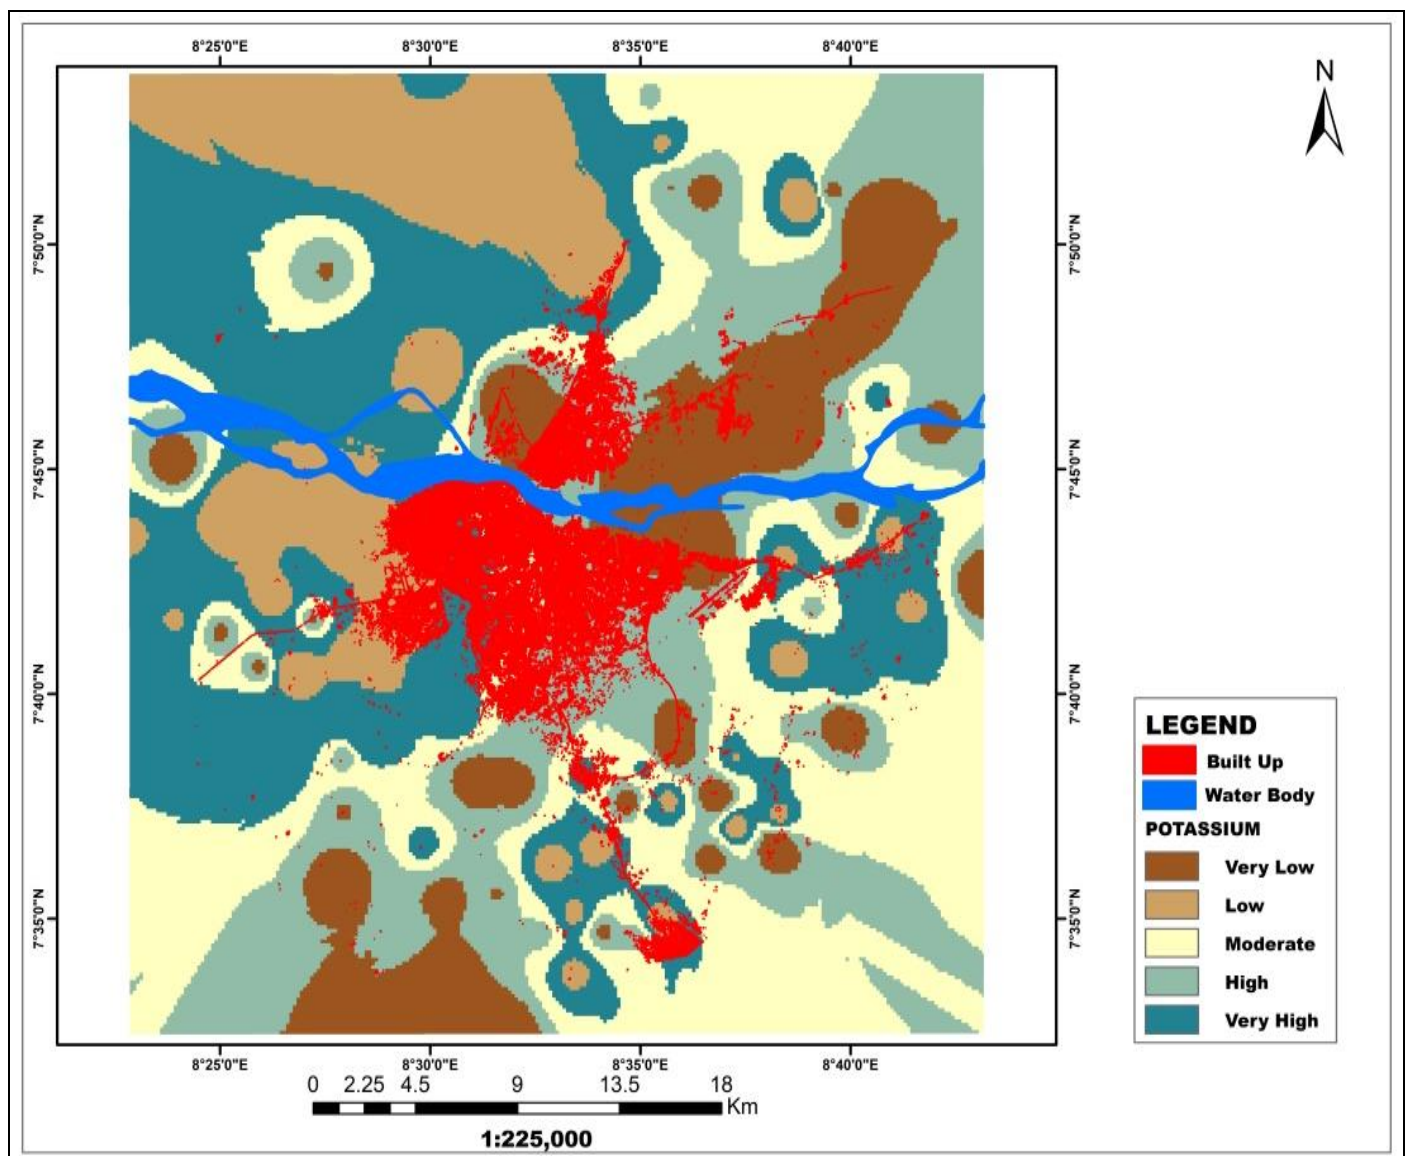 8°25'0"E 8°30'0"E 8°35'0"E 8°40'0"E
N
7°50'0"N 7°50'0"N
7°45'0"N 7°45'0"N
7°40'0"N 7°40'0"N
7°35'0"N 7°35'0"N
LEGEND
Built Up
Water Body
POTASSIUM
Very Low
Low
Moderate
High
Very High
8°25'0"E 8°30'0"E 8°35'0"E 8°40'0"E
0 2.25 4.5 9 13.5 18
Km
1:225,000